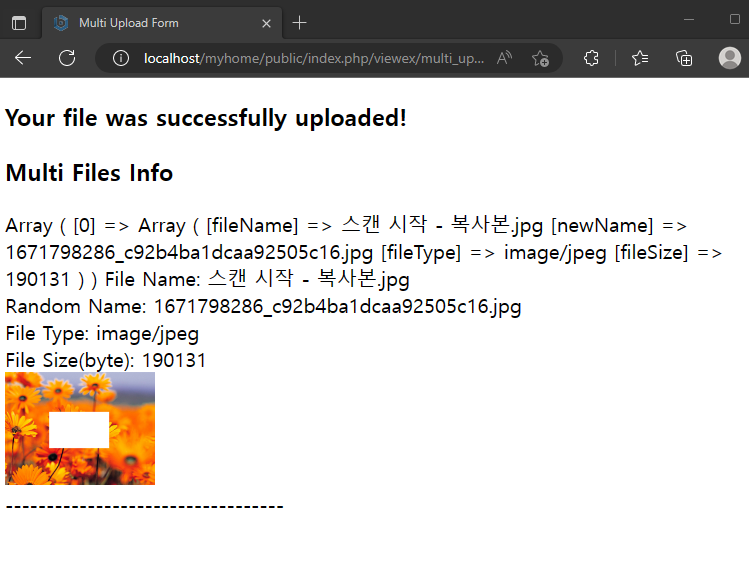 Multi Upload Form
localhost/myhome/public/index.php/viewex/multi_up...
Your file was successfully uploaded!
Multi Files Info
Array ( [0] => Array ( [fileName] => 스캔 시작 - 복사본.jpg [newName] =>
1671798286_c92b4ba1dcaa92505c16.jpg [fileType] => image/jpeg [fileSize] =>
190131 ) ) File Name: 스캔 시작 - 복사본.jpg
Random Name: 1671798286_c92b4ba1dcaa92505c16.jpg
File Type: image/jpeg
File Size(byte): 190131
----------------------------------